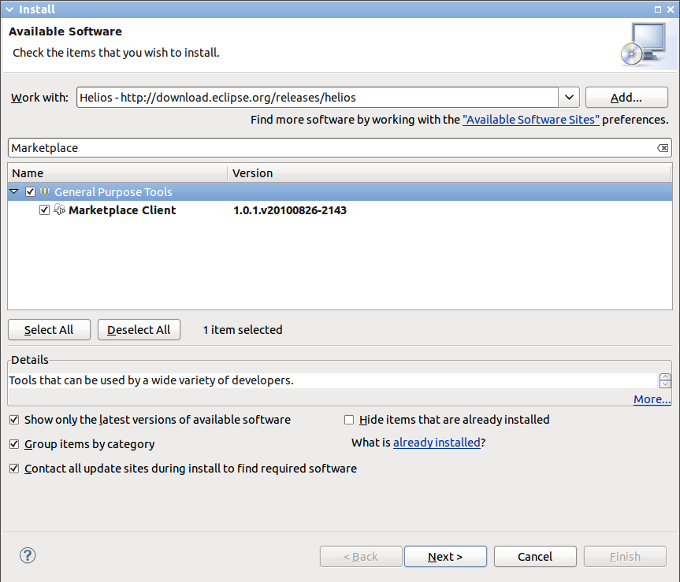 Install
Available Software
Check the items that you wish to install.
Work with: Helios - http://download.eclipse.org/releases/helios Add...
Find more software by working with the "Available Software Sites" preferences.
Marketplace
Name Version
General Purpose Tools
Marketplace Client 1.0.1.v20100826-2143
Select All Deselect All 1 item selected
Details
Tools that can be used by a wide variety of developers.
More...
Show only the latest versions of available software Hide items that are already installed
Group items by category What is already installed?
Contact all update sites during install to find required software
? < Back Next > Cancel Finish